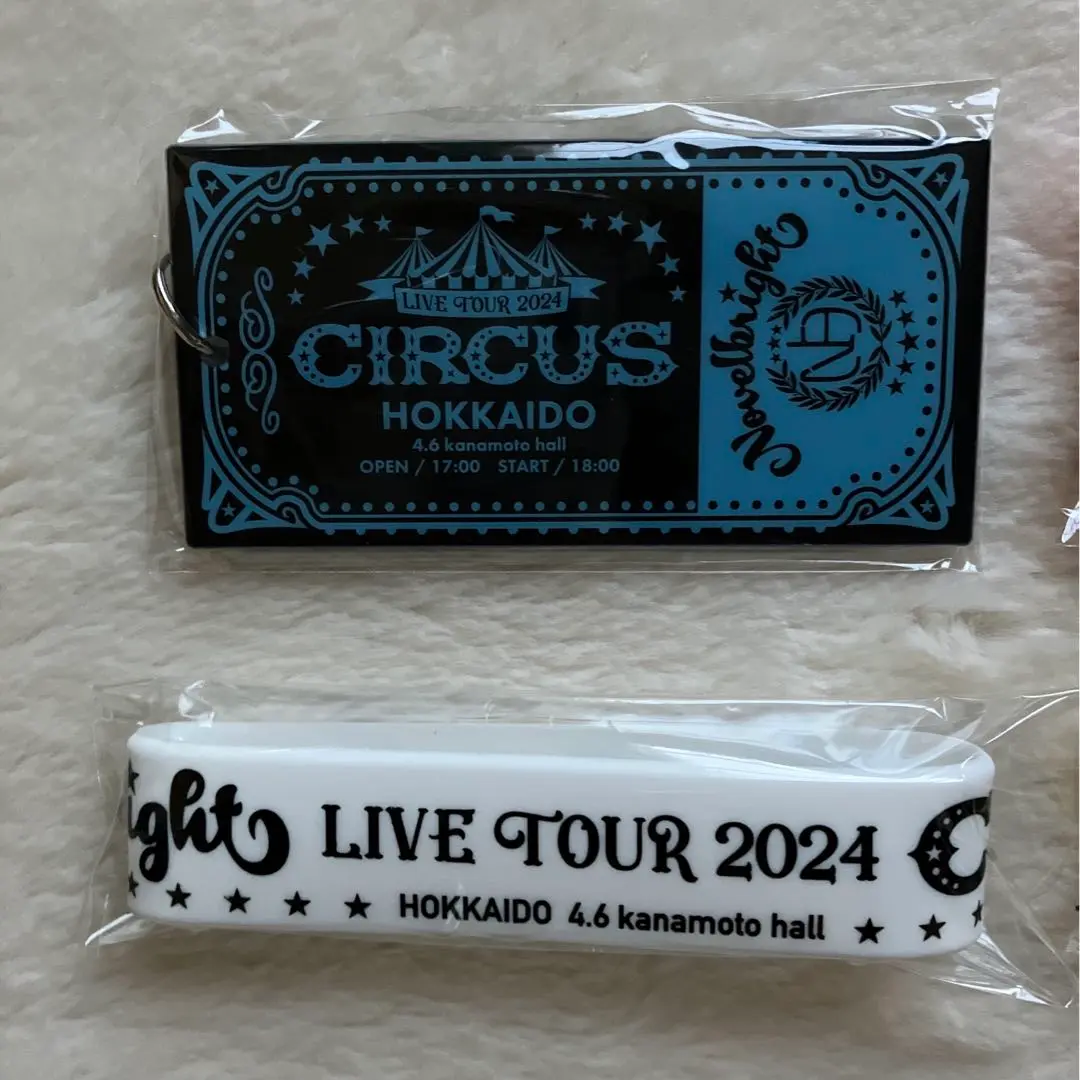 LIVE TOUR 2024
CIRCUS
HOKKAIDO
4.6 kanamoto hall
OPEN / 17:00 START / 18:00
Novelbright
NB
ight LIVE TOUR 2024 C
HOKKAIDO 4.6 kanamoto hall